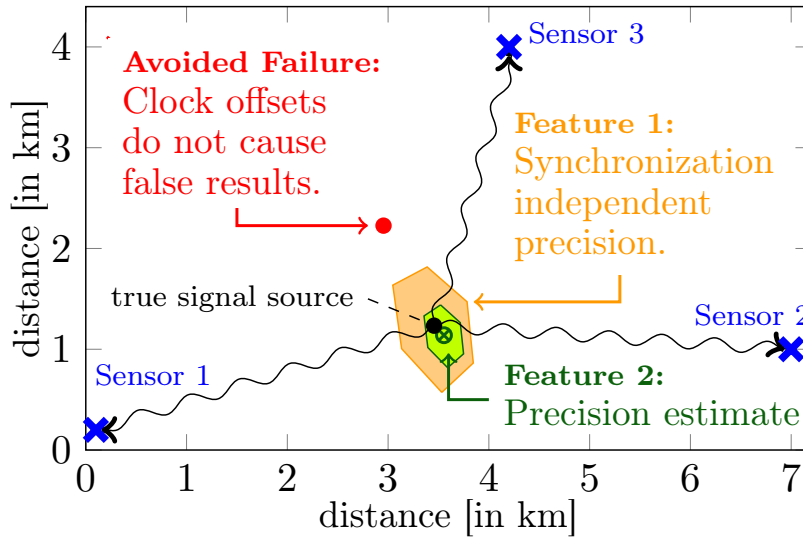 4
3
2
1
0
distance [in km]
Sensor 3
Avoided Failure:
Clock offsets
do not cause
false results.
Feature 1:
Synchronization
independent
precision.
true signal source
Sensor 2
Sensor 1
Feature 2:
Precision estimate
0 1 2 3 4 5 6 7
distance [in km]